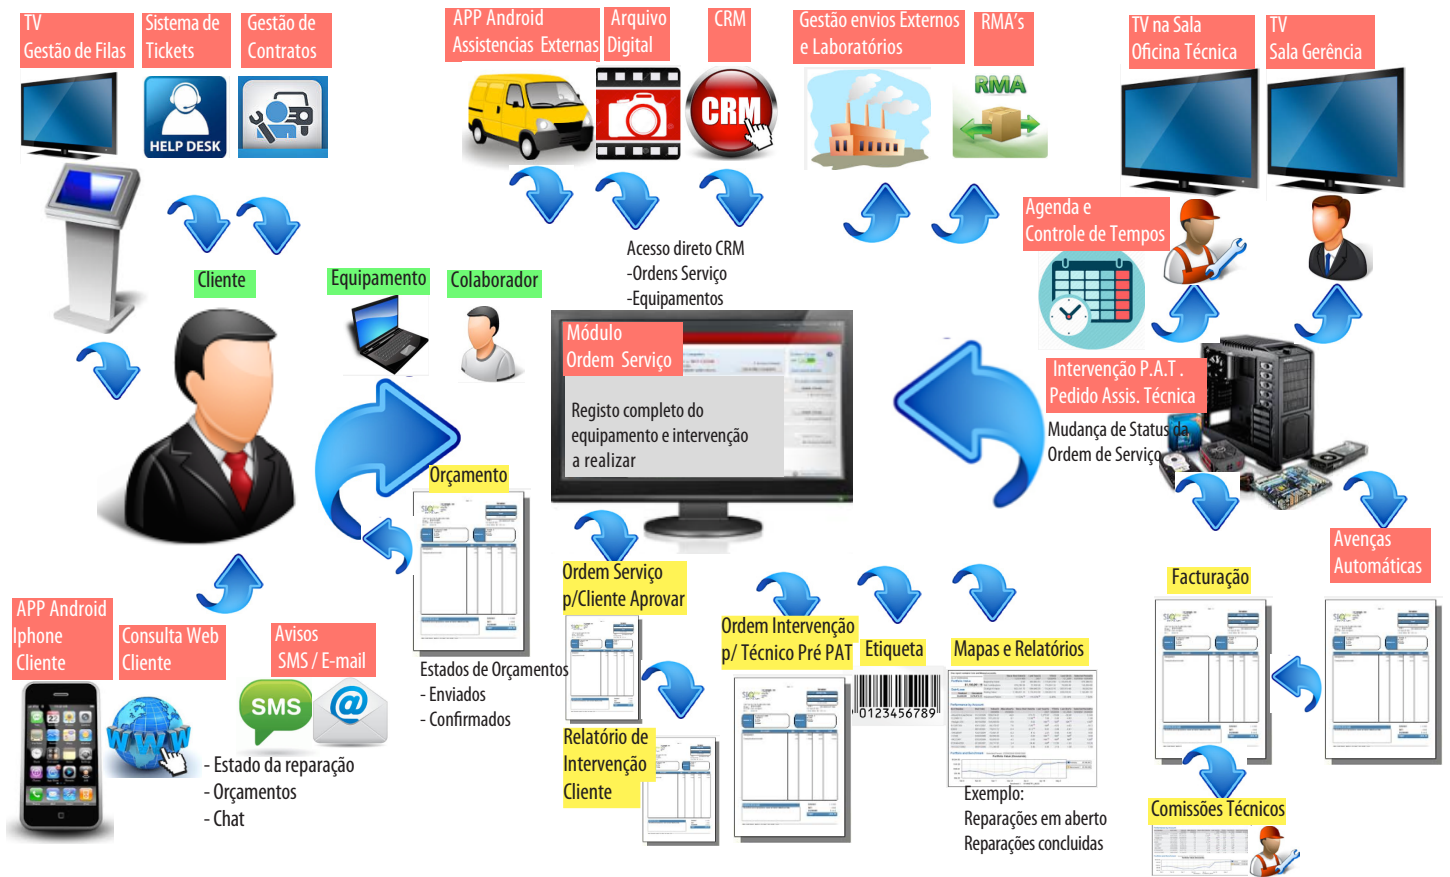 TV
Gestão de Filas
Sistema de
Tickets
Gestão de
Contratos
APP Android
Assistencias Externas
Arquivo
Digital
CRM
Gestão envios Externos
e Laboratórios
RMA's
TV na Sala
Oficina Técnica
TV
Sala Gerência
HELP DESK
CRM
RMA
Agenda e
Controle de Tempos
Acesso direto CRM
-Ordens Serviço
-Equipamentos
Cliente
Equipamento
Colaborador
Módulo
Ordem Serviço
Registo completo do
equipamento e intervenção
a realizar
Intervenção P.A.T .
Pedido Assis. Técnica
Mudança de Status da
Ordem de Serviço
Orçamento
Estados de Orçamentos
- Enviados
- Confirmados
Ordem Serviço
p/Cliente Aprovar
Relatório de
Intervenção
Cliente
Ordem Intervenção
p/ Técnico Pré PAT
Etiqueta
0123456789
Mapas e Relatórios
Exemplo:
Reparações em aberto
Reparações concluidas
Facturação
Avenças
Automáticas
Comissões Técnicos
APP Android
Iphone
Cliente
Consulta Web
Cliente
Avisos
SMS / E-mail
WWW
SMS
@
- Estado da reparação
- Orçamentos
- Chat